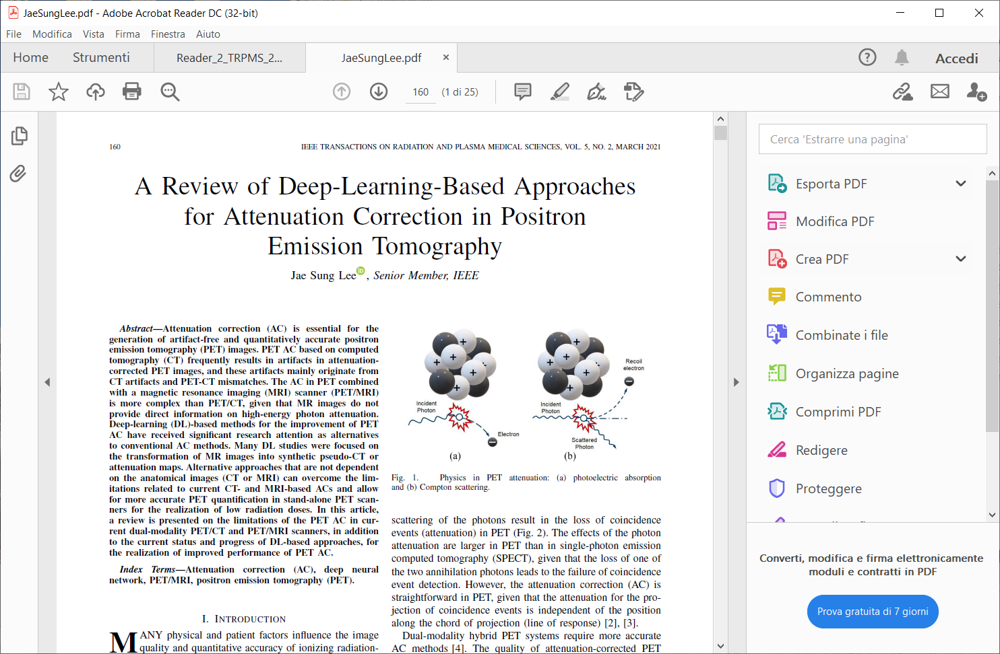 JaeSungLee.pdf - Adobe Acrobat Reader DC (32-bit)
File Modifica Vista Firma Finestra Aiuto
Home Strumenti Reader_2_TRPMS_2... JaeSungLee.pdf Accedi
160 (1 di 25)
160 IEEE TRANSACTIONS ON RADIATION AND PLASMA MEDICAL SCIENCES, VOL. 5, NO. 2, MARCH 2021
A Review of Deep-Learning-Based Approaches
for Attenuation Correction in Positron
Emission Tomography
Jae Sung Lee, Senior Member, IEEE
Abstract—Attenuation correction (AC) is essential for the
generation of artifact-free and quantitatively accurate positron
emission tomography (PET) images. PET AC based on computed
tomography (CT) frequently results in artifacts in attenuation-
corrected PET images, and these artifacts mainly originate from
CT artifacts and PET-CT mismatches. The AC in PET combined
with a magnetic resonance imaging (MRI) scanner (PET/MRI)
is more complex than PET/CT, given that MR images do not
provide direct information on high-energy photon attenuation.
Deep-learning (DL)-based methods for the improvement of PET
AC have received significant research attention as alternatives
to conventional AC methods. Many DL studies were focused on
the transformation of MR images into synthetic pseudo-CT or
attenuation maps. Alternative approaches that are not dependent
on the anatomical images (CT or MRI) can overcome the lim-
itations related to current CT- and MRI-based ACs and allow
for more accurate PET quantification in stand-alone PET scan-
ners for the realization of low radiation doses. In this article,
a review is presented on the limitations of the PET AC in cur-
rent dual-modality PET/CT and PET/MRI scanners, in addition
to the current status and progress of DL-based approaches, for
the realization of improved performance of PET AC.
Index Terms—Attenuation correction (AC), deep neural
network, PET/MRI, positron emission tomography (PET).
I. INTRODUCTION
MANY physical and patient factors influence the image
quality and quantitative accuracy of ionizing radiation-
Incident
Photon
Electron
(a)
Incident
Photon
Recoil
electron
Scattered
Photon
(b)
Fig. 1. Physics in PET attenuation: (a) photoelectric absorption
and (b) Compton scattering.
scattering of the photons result in the loss of coincidence
events (attenuation) in PET (Fig. 2). The effects of the photon
attenuation are larger in PET than in single-photon emission
computed tomography (SPECT), given that the loss of one of
the two annihilation photons leads to the failure of coincidence
event detection. However, the attenuation correction (AC) is
straightforward in PET, given that the attenuation for the pro-
jection of coincidence events is independent of the position
along the chord of projection (line of response) [2], [3].
Dual-modality hybrid PET systems require more accurate
AC methods [4]. The quality of attenuation-corrected PET
Cerca 'Estrarre una pagina'
Esporta PDF
Modifica PDF
Crea PDF
Commento
Combinate i file
Organizza pagine
Comprimi PDF
Redigere
Proteggere
Converti, modifica e firma elettronicamente
moduli e contratti in PDF
Prova gratuita di 7 giorni